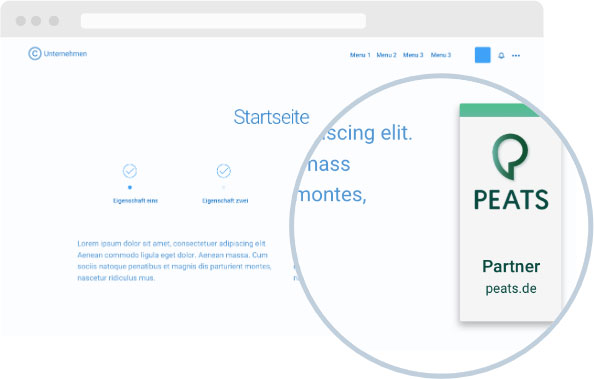 C Unternehmen
Menu 1 Menu 2 Menu 3 Menu 3
Startseite
Eigenschaft eins
Eigenschaft zwei
Lorem ipsum dolor sit amet, consectetuer adipiscing elit.
Aenean commodo ligula eget dolor. Aenean massa. Cum
sociis natoque penatibus et magnis dis parturient montes,
nascetur ridiculus mus.
iscing elit.
mass
montes,
PEATS
Partner
peats.de